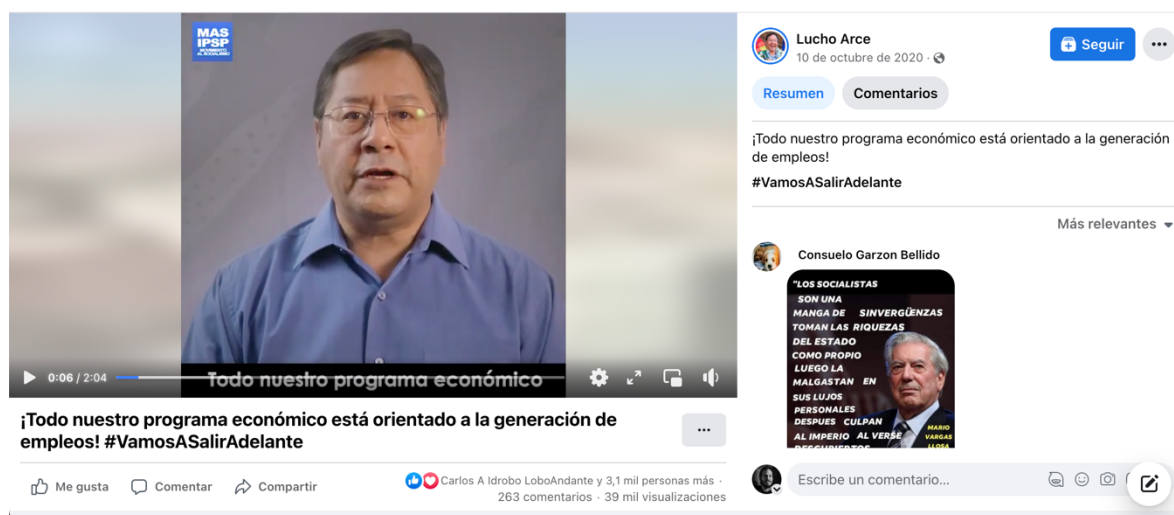 MAS
IPSP
MOVIMIENTO
AL SOCIALISMO
0:06 / 2:04
Todo nuestro programa económico
¡Todo nuestro programa económico está orientado a la generación de
empleos! #VamosASalirAdelante
Me gusta
Comentar
Compartir
Carlos A Idrobo LoboAndante y 3,1 mil personas más ·
263 comentarios · 39 mil visualizaciones
Lucho Arce
10 de octubre de 2020 ·
Seguir
Resumen
Comentarios
¡Todo nuestro programa económico está orientado a la generación
de empleos!
#VamosASalirAdelante
Más relevantes
Consuelo Garzon Bellido
"LOS SOCIALISTAS
SON UNA
MANGA DE SINVERGÜENZAS
TOMAN LAS RIQUEZAS
DEL ESTADO
COMO PROPIO
LUEGO LA
MALGASTAN EN
SUS LUJOS
PERSONALES
DESPUES CULPAN
AL IMPERIO AL VERSE
DESCUBIERTOS
MARIO
VARGAS
LLOSA
Escribe un comentario...